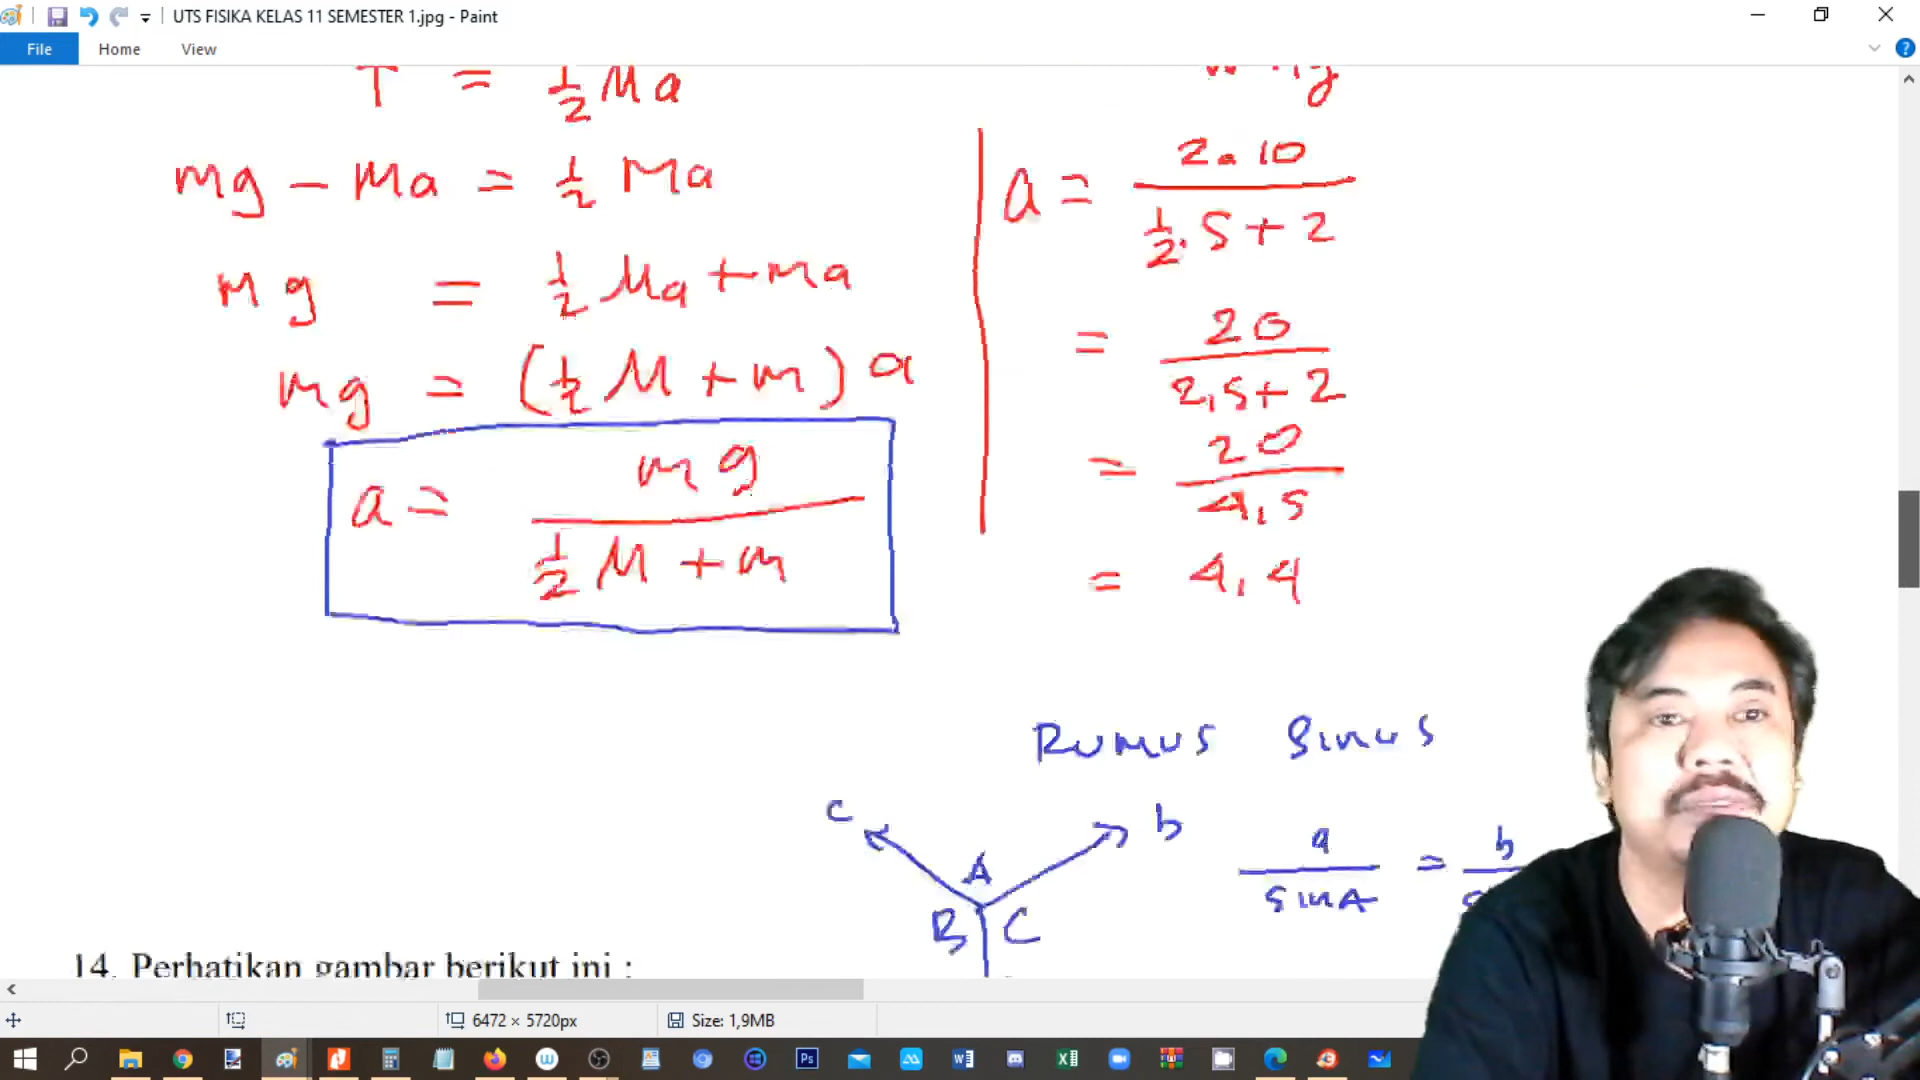 UTS FISIKA KELAS 11 SEMESTER 1.jpg - Paint
File Home View
T = 1/2 Ma
mg - Ma = 1/2 Ma
mg = 1/2 Ma + ma
mg = (1/2 M + m) a
a = mg / 1/2 M + m
a = 2.10 / 1/2.5+2
= 20 / 2,5+2
= 20 / 4,5
= 4,4
RUMUS SINUS
c b
A
B C
a / sin A = b
14. Perhatikan gambar berikut ini :
6472 × 5720px Size: 1,9MB